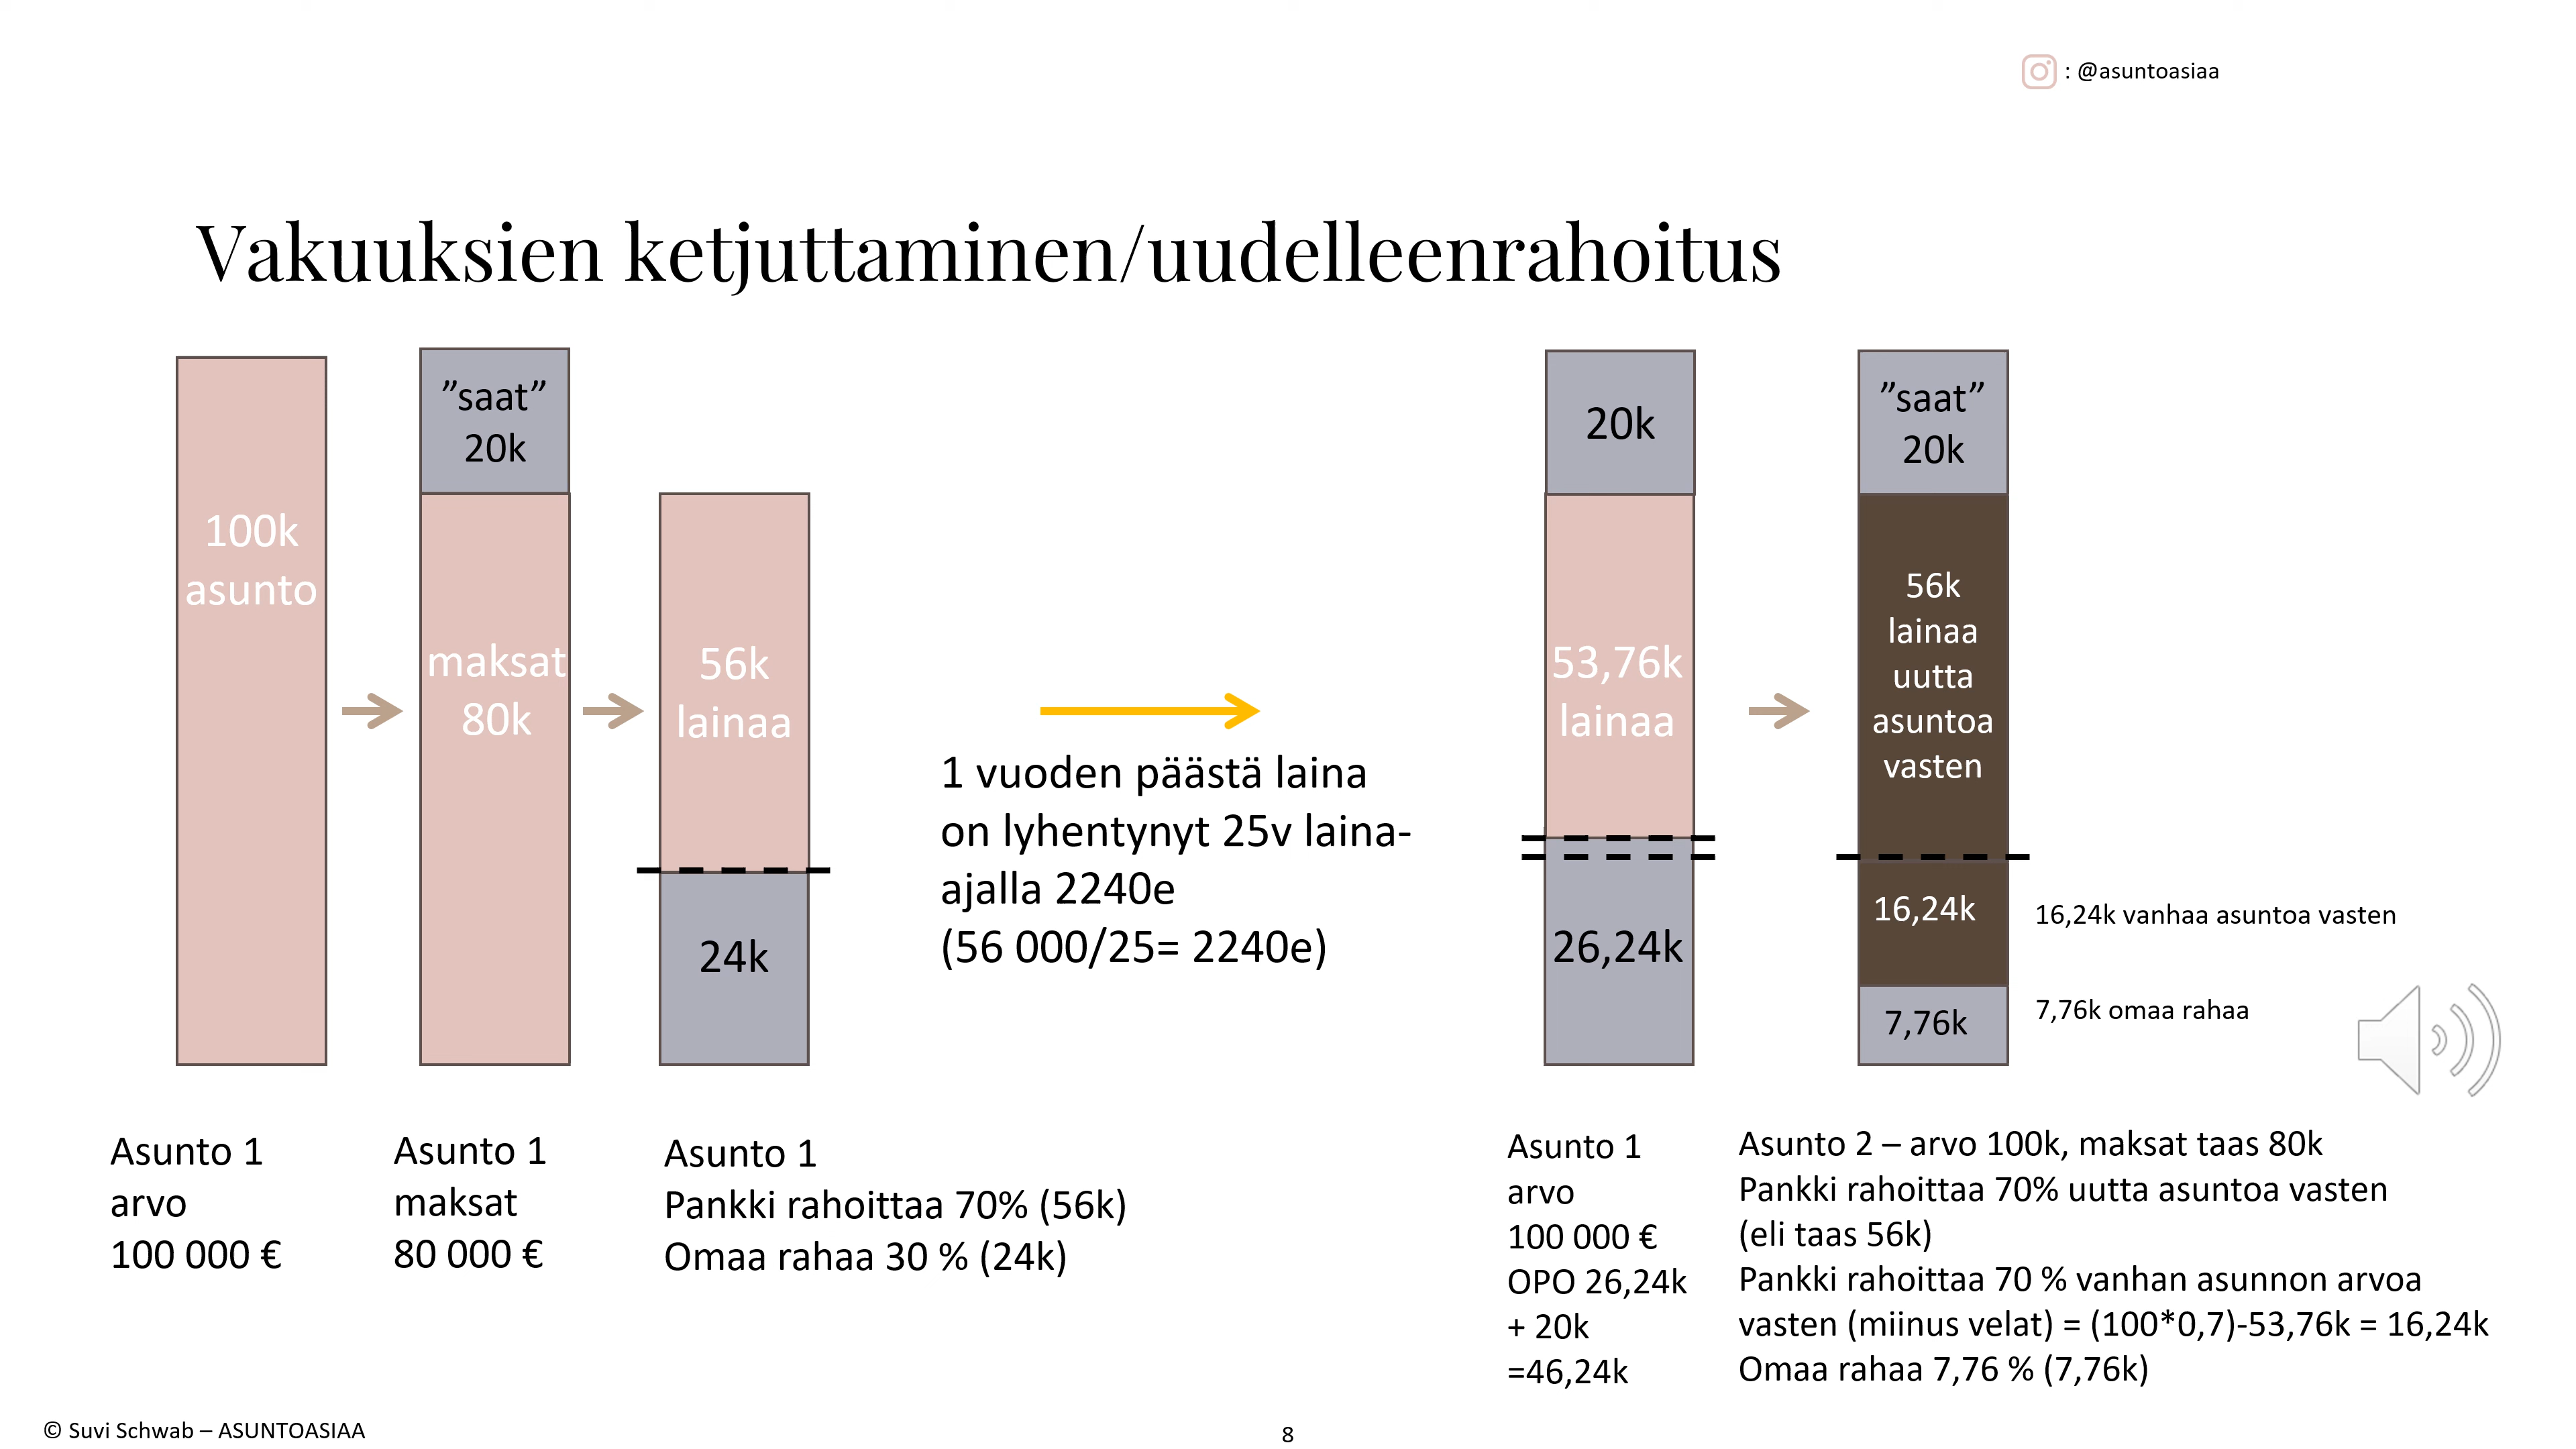 : @asuntoasiaa
Vakuuksien ketjuttaminen/uudelleenrahoitus
100k
asunto
”saat”
20k
maksat
80k
56k
lainaa
24k
1 vuoden päästä laina
on lyhentynyt 25v laina-
ajalla 2240e
(56 000/25= 2240e)
20k
53,76k
lainaa
26,24k
”saat”
20k
56k
lainaa
uutta
asuntoa
vasten
16,24k
7,76k
16,24k vanhaa asuntoa vasten
7,76k omaa rahaa
Asunto 1
arvo
100 000 €
Asunto 1
maksat
80 000 €
Asunto 1
Pankki rahoittaa 70% (56k)
Omaa rahaa 30 % (24k)
Asunto 1
arvo
100 000 €
OPO 26,24k
+ 20k
=46,24k
Asunto 2 – arvo 100k, maksat taas 80k
Pankki rahoittaa 70% uutta asuntoa vasten
(eli taas 56k)
Pankki rahoittaa 70 % vanhan asunnon arvoa
vasten (miinus velat) = (100*0,7)-53,76k = 16,24k
Omaa rahaa 7,76 % (7,76k)
© Suvi Schwab – ASUNTOASIAA
8